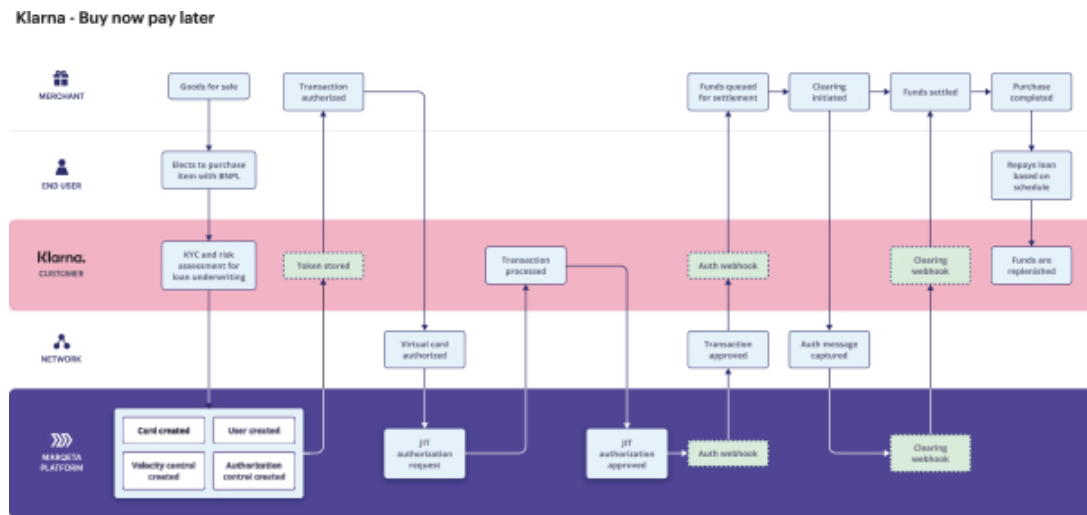 Klarna - Buy now pay later
MERCHANT
Goods for sale
Transaction
authorized
Funds queued
for settlement
Clearing
initiated
Funds settled
Purchase
completed
END USER
Elects to purchase
item with BNPL
Repays loan
based on
schedule
Klarna.
CUSTOMER
KYC and risk
assessment for
loan underwriting
Token stored
Transaction
processed
Auth webhook
Clearing
webhook
Funds are
replenished
NETWORK
Virtual card
authorized
Transaction
approved
Auth message
captured
MARQETA
PLATFORM
Card created
User created
Velocity control
created
Authorization
control created
JIT
authorization
request
JIT
authorization
approved
Auth webhook
Clearing
webhook